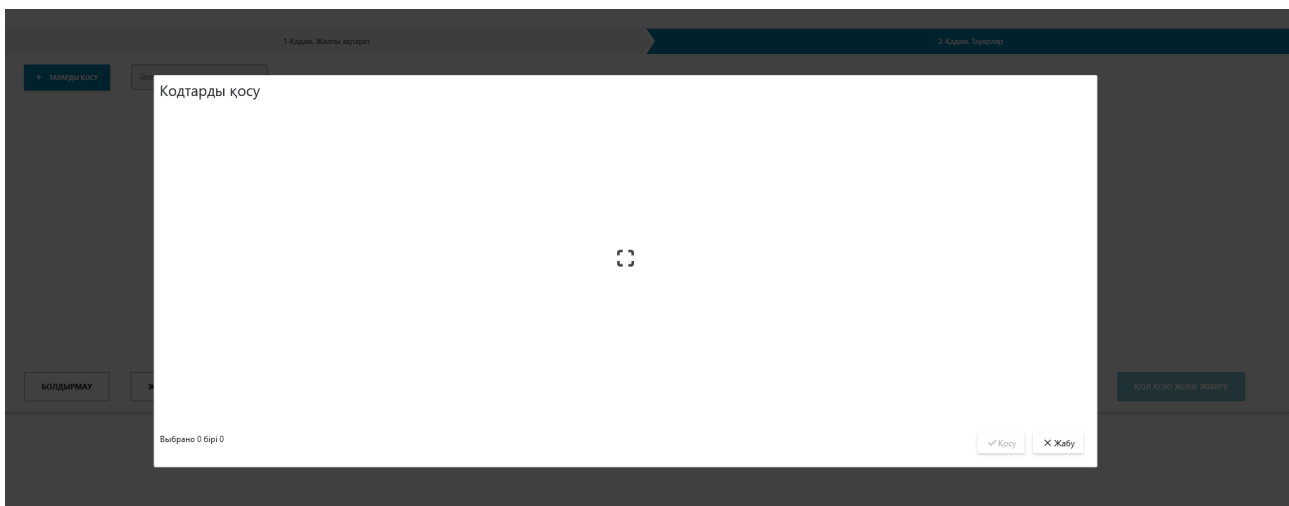 1-Қадам. Жалпы ақпарат
2-Қадам. Тауарлар
+ ТАУАРДЫ ҚОСУ
Кодтарды қосу
БОЛДЫРМАУ
ҚОЛ ҚОЮ ЖӘНЕ ЖІБЕРУ
Выбрано 0 бірі 0
Қосу
Жабу